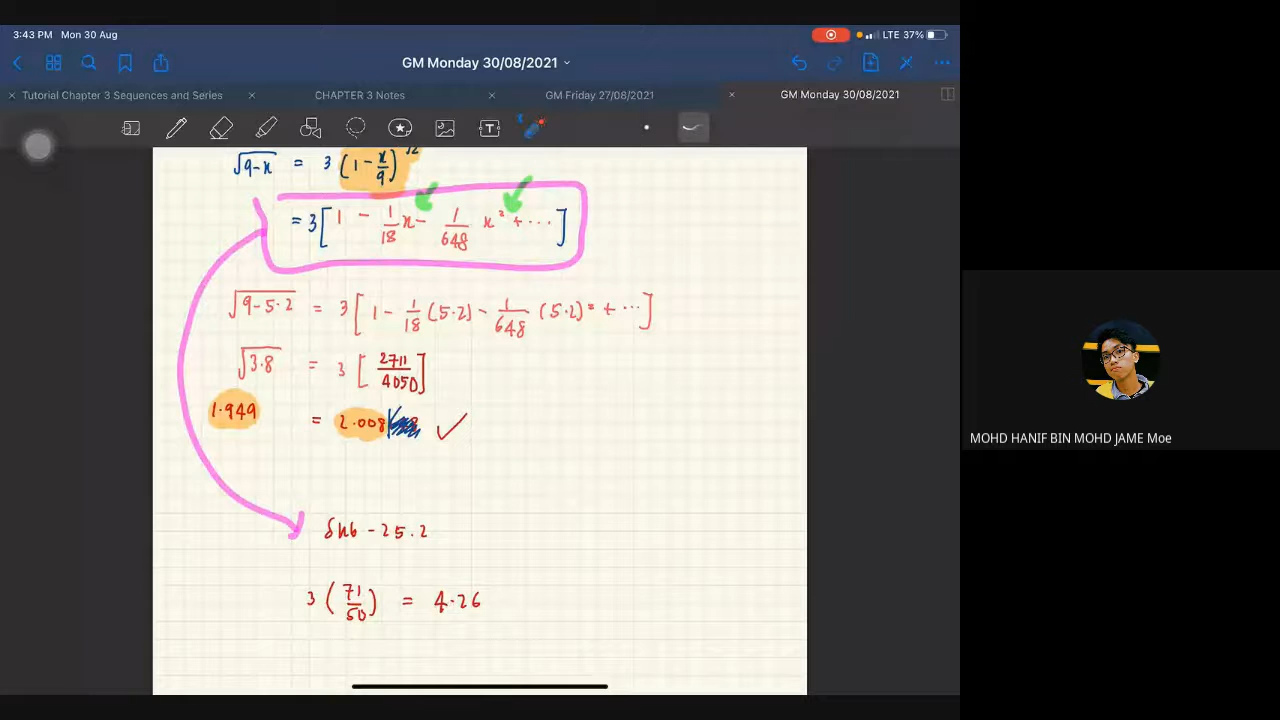 3:43 PM Mon 30 Aug
LTE 37%
GM Monday 30/08/2021
Tutorial Chapter 3 Sequences and Series
CHAPTER 3 Notes
GM Friday 27/08/2021
GM Monday 30/08/2021
√9-x = 3 (1 - x/9)^1/2
= 3 [ 1 - 1/18 x - 1/648 x² + ... ]
√9-5.2 = 3 [ 1 - 1/18 (5.2) - 1/648 (5.2)² + ... ]
√3.8 = 3 [ 2711/4050 ]
1.949 = 2.008 ✓
Sub -25.2
3 ( 71/50 ) = 4.26
MOHD HANIF BIN MOHD JAME Moe